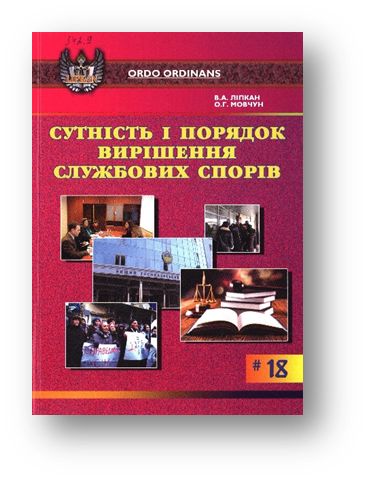 ORDO ORDINANS
В.А. ЛІПКАН
О.Г. МОВЧУН
СУТНІСТЬ І ПОРЯДОК
ВИРІШЕННЯ
СЛУЖБОВИХ СПОРІВ
# 18